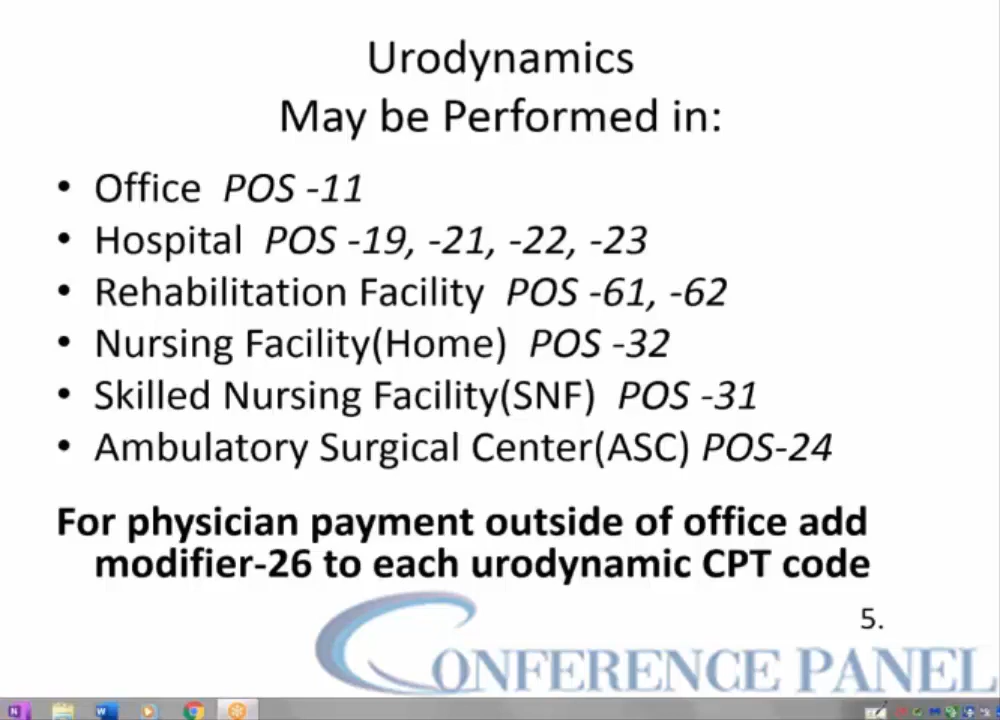 Urodynamics
May be Performed in:
• Office POS -11
• Hospital POS -19, -21, -22, -23
• Rehabilitation Facility POS -61, -62
• Nursing Facility(Home) POS -32
• Skilled Nursing Facility(SNF) POS -31
• Ambulatory Surgical Center(ASC) POS-24
For physician payment outside of office add
modifier-26 to each urodynamic CPT code
5.
CONFERENCE PANEL